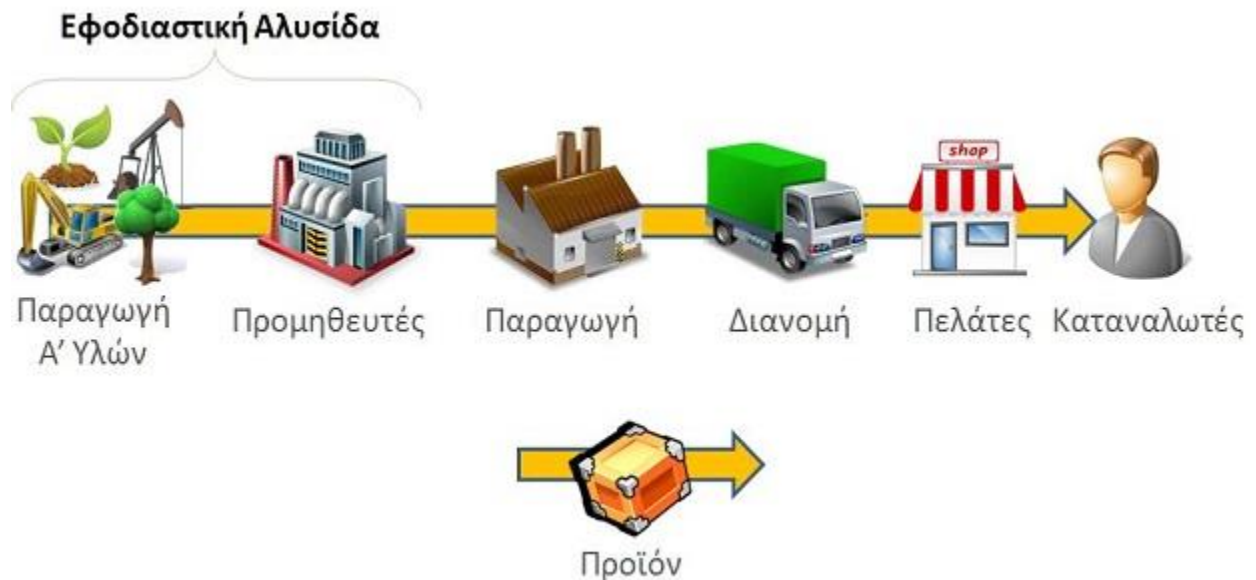 Εφοδιαστική Αλυσίδα
shop
Παραγωγή
Α' Υλών
Προμηθευτές
Παραγωγή
Διανομή
Πελάτες
Καταναλωτές
Προϊόν